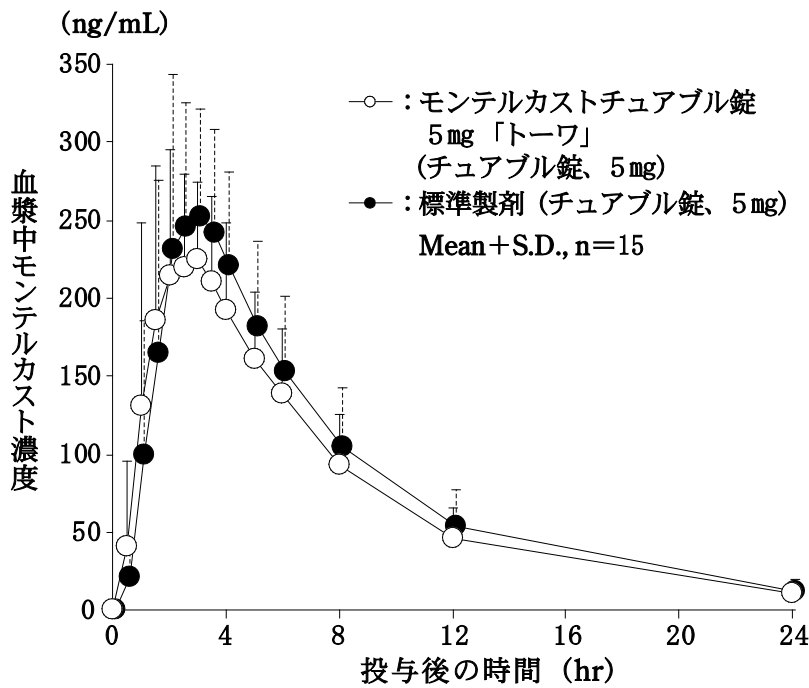 (ng/mL)
350
300
250
200
150
100
50
0
血漿中モンテルカスト濃度
○：モンテルカストチュアブル錠
5mg「トーワ」
(チュアブル錠、5mg)
●：標準製剤 (チュアブル錠、5mg)
Mean＋S.D., n＝15
0 4 8 12 16 20 24
投与後の時間 (hr)